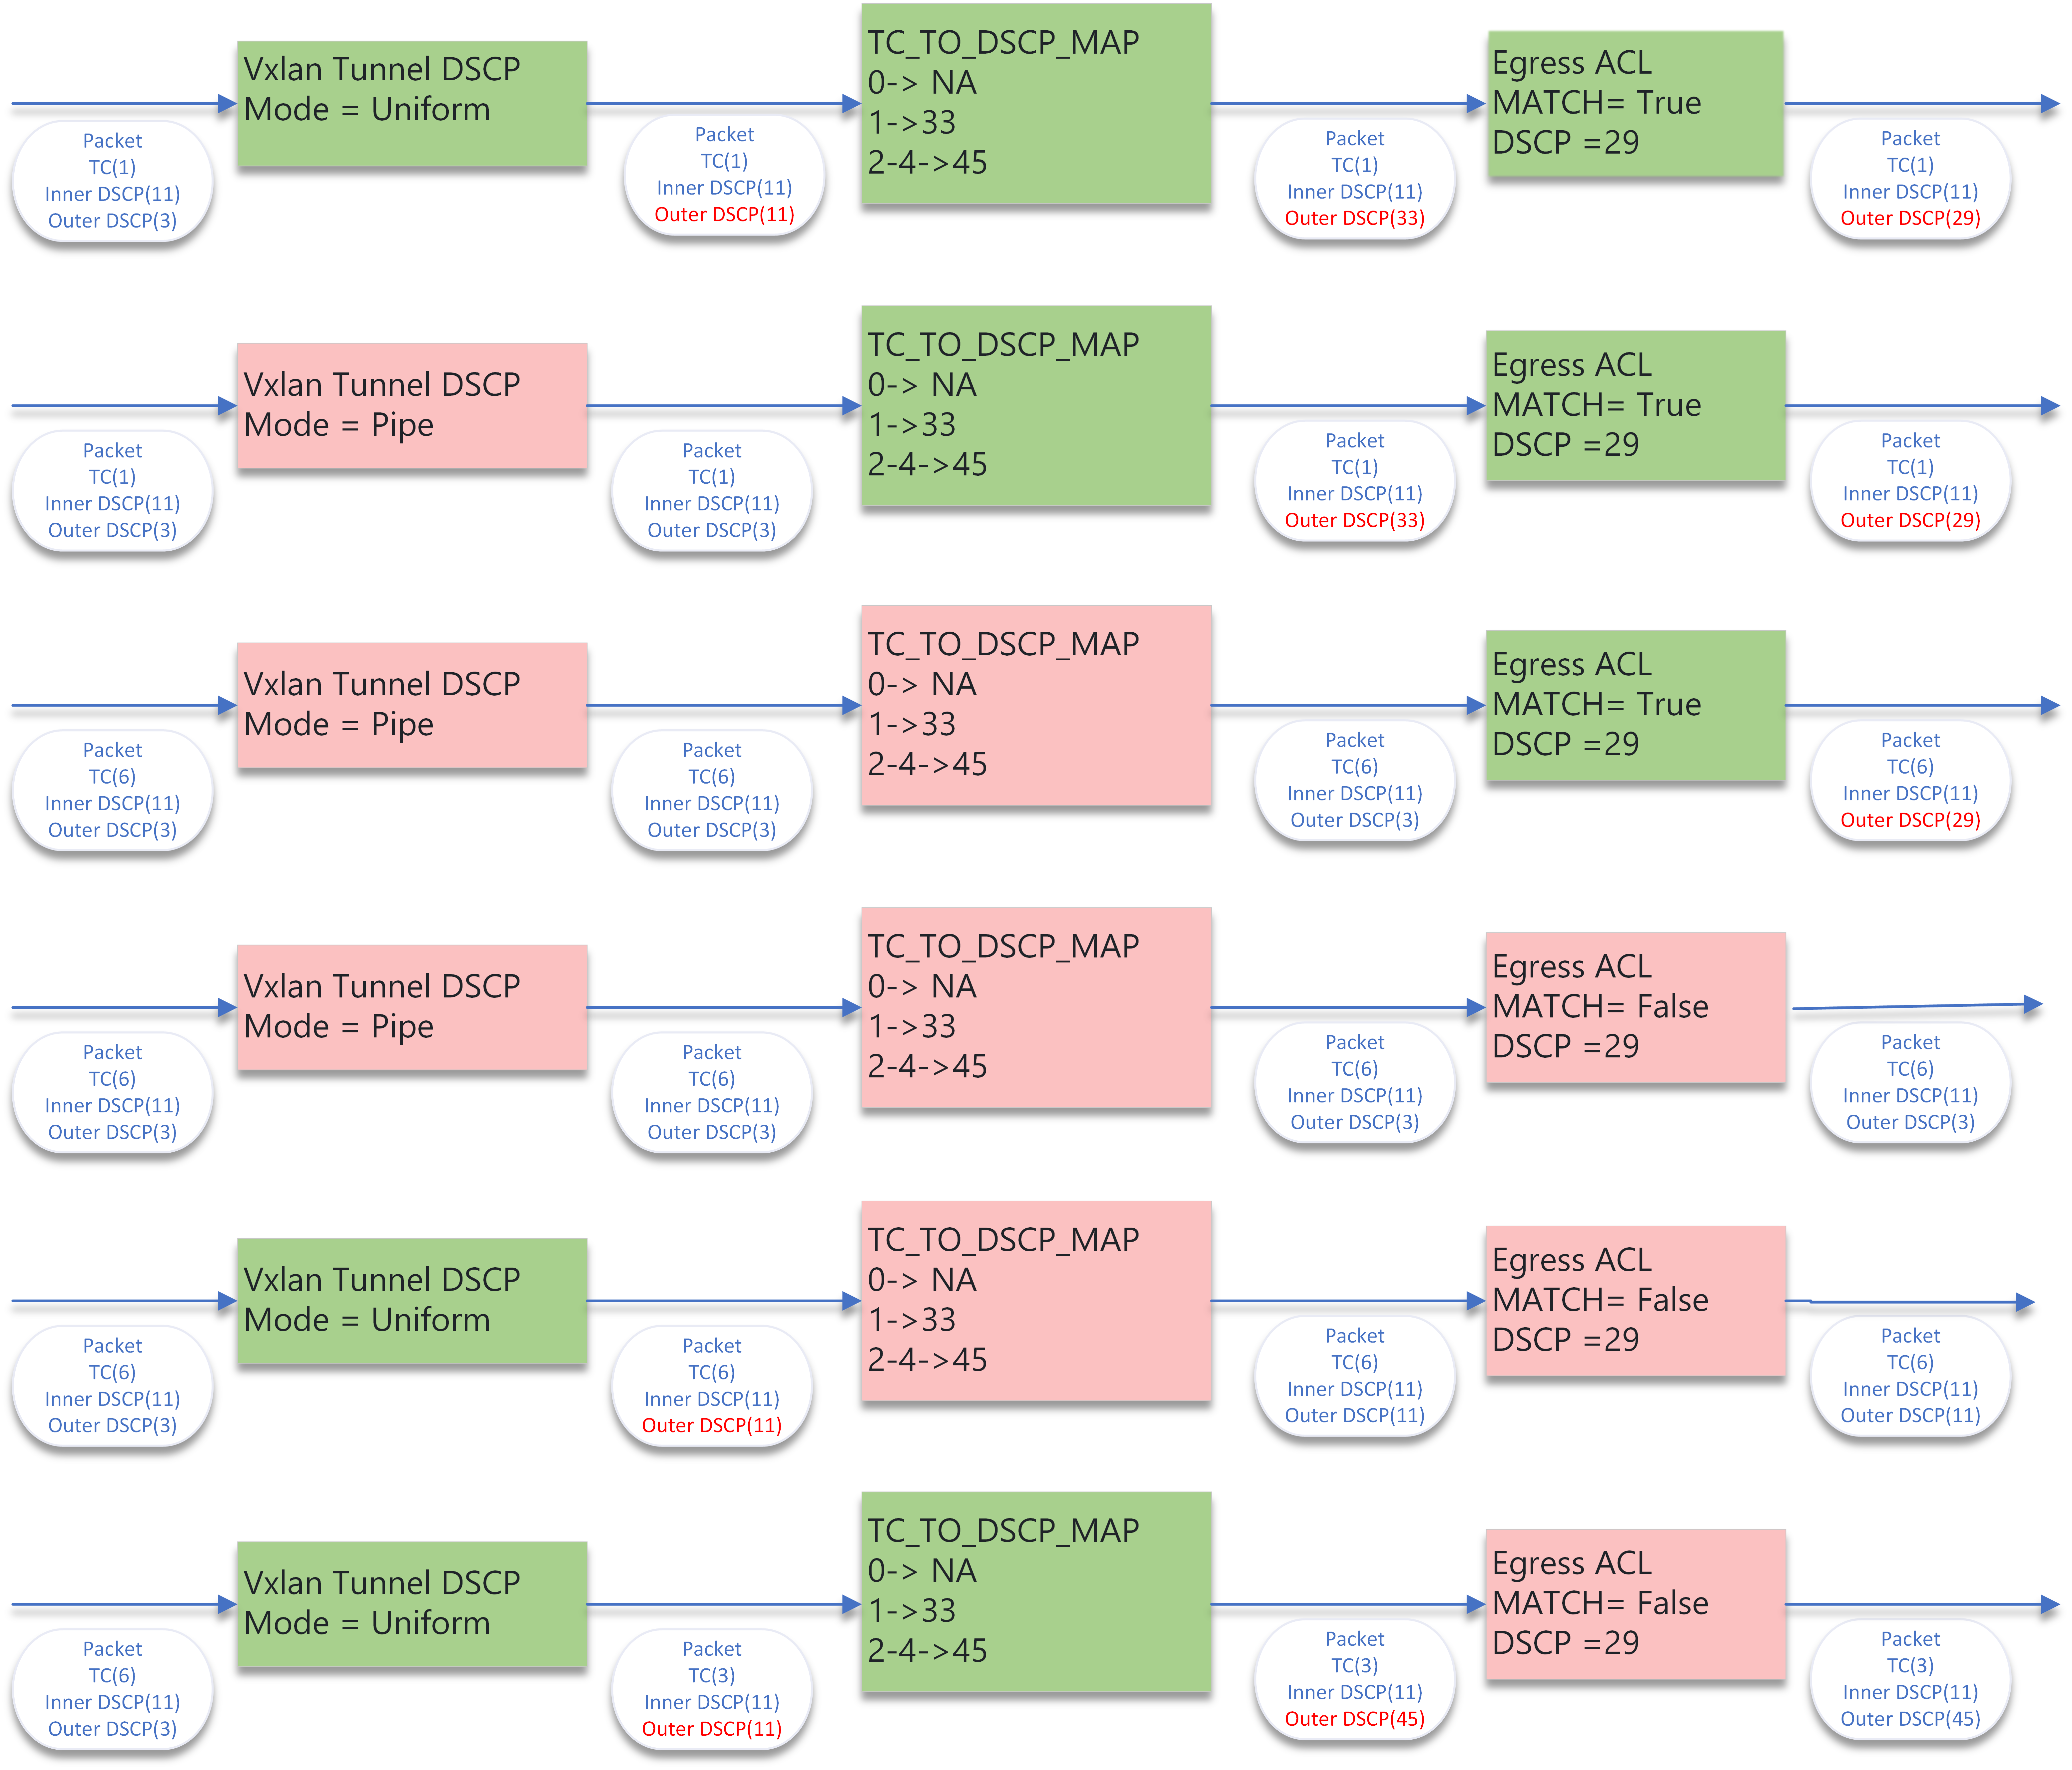 Vxlan Tunnel DSCP
Mode = Uniform
TC_TO_DSCP_MAP
0-> NA
1->33
2-4->45
Egress ACL
MATCH= True
DSCP =29
Packet
TC(1)
Inner DSCP(11)
Outer DSCP(3)
Packet
TC(1)
Inner DSCP(11)
Outer DSCP(11)
Packet
TC(1)
Inner DSCP(11)
Outer DSCP(33)
Packet
TC(1)
Inner DSCP(11)
Outer DSCP(29)
Vxlan Tunnel DSCP
Mode = Pipe
TC_TO_DSCP_MAP
0-> NA
1->33
2-4->45
Egress ACL
MATCH= True
DSCP =29
Packet
TC(1)
Inner DSCP(11)
Outer DSCP(3)
Packet
TC(1)
Inner DSCP(11)
Outer DSCP(3)
Packet
TC(1)
Inner DSCP(11)
Outer DSCP(33)
Packet
TC(1)
Inner DSCP(11)
Outer DSCP(29)
Vxlan Tunnel DSCP
Mode = Pipe
TC_TO_DSCP_MAP
0-> NA
1->33
2-4->45
Egress ACL
MATCH= True
DSCP =29
Packet
TC(6)
Inner DSCP(11)
Outer DSCP(3)
Packet
TC(6)
Inner DSCP(11)
Outer DSCP(3)
Packet
TC(6)
Inner DSCP(11)
Outer DSCP(3)
Packet
TC(6)
Inner DSCP(11)
Outer DSCP(29)
Vxlan Tunnel DSCP
Mode = Pipe
TC_TO_DSCP_MAP
0-> NA
1->33
2-4->45
Egress ACL
MATCH= False
DSCP =29
Packet
TC(6)
Inner DSCP(11)
Outer DSCP(3)
Packet
TC(6)
Inner DSCP(11)
Outer DSCP(3)
Packet
TC(6)
Inner DSCP(11)
Outer DSCP(3)
Packet
TC(6)
Inner DSCP(11)
Outer DSCP(3)
Vxlan Tunnel DSCP
Mode = Uniform
TC_TO_DSCP_MAP
0-> NA
1->33
2-4->45
Egress ACL
MATCH= False
DSCP =29
Packet
TC(6)
Inner DSCP(11)
Outer DSCP(3)
Packet
TC(6)
Inner DSCP(11)
Outer DSCP(11)
Packet
TC(6)
Inner DSCP(11)
Outer DSCP(11)
Packet
TC(6)
Inner DSCP(11)
Outer DSCP(11)
Vxlan Tunnel DSCP
Mode = Uniform
TC_TO_DSCP_MAP
0-> NA
1->33
2-4->45
Egress ACL
MATCH= False
DSCP =29
Packet
TC(6)
Inner DSCP(11)
Outer DSCP(3)
Packet
TC(3)
Inner DSCP(11)
Outer DSCP(11)
Packet
TC(3)
Inner DSCP(11)
Outer DSCP(45)
Packet
TC(3)
Inner DSCP(11)
Outer DSCP(45)